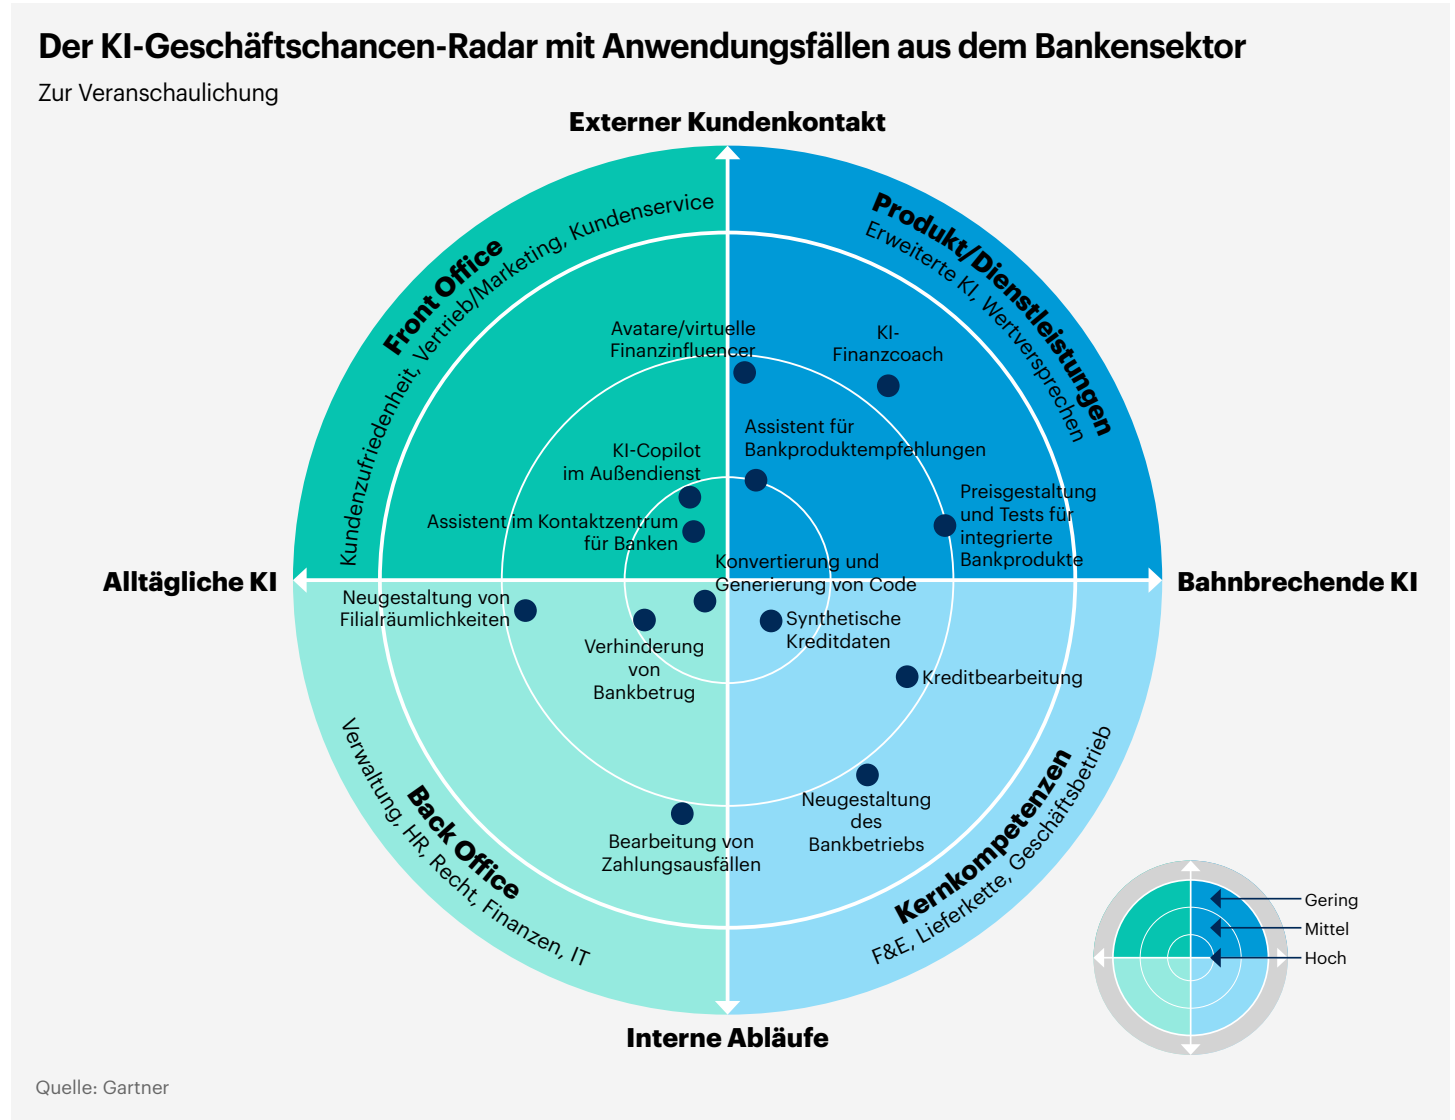 Der KI-Geschäftschancen-Radar mit Anwendungsfällen aus dem Bankensektor
Zur Veranschaulichung
Externer Kundenkontakt
Front Office
Kundenzufriedenheit, Vertrieb/Marketing, Kundenservice
Produkt/Dienstleistungen
Erweiterte KI, Wertversprechen
Avatare/virtuelle
Finanzinfluencer
KI-
Finanzcoach
Assistent für
Bankproduktempfehlungen
KI-Copilot
im Außendienst
Preisgestaltung
und Tests für
integrierte
Bankprodukte
Assistent im Kontaktzentrum
für Banken
Konvertierung und
Generierung von Code
Alltägliche KI
Bahnbrechende KI
Neugestaltung von
Filialräumlichkeiten
Synthetische
Kreditdaten
Verhinderung
von
Bankbetrug
Kreditbearbeitung
Neugestaltung
des
Bankbetriebs
Bearbeitung von
Zahlungsausfällen
Back Office
Verwaltung, HR, Recht, Finanzen, IT
Kernkompetenzen
F&E, Lieferkette, Geschäftsbetrieb
Interne Abläufe
Gering
Mittel
Hoch
Quelle: Gartner